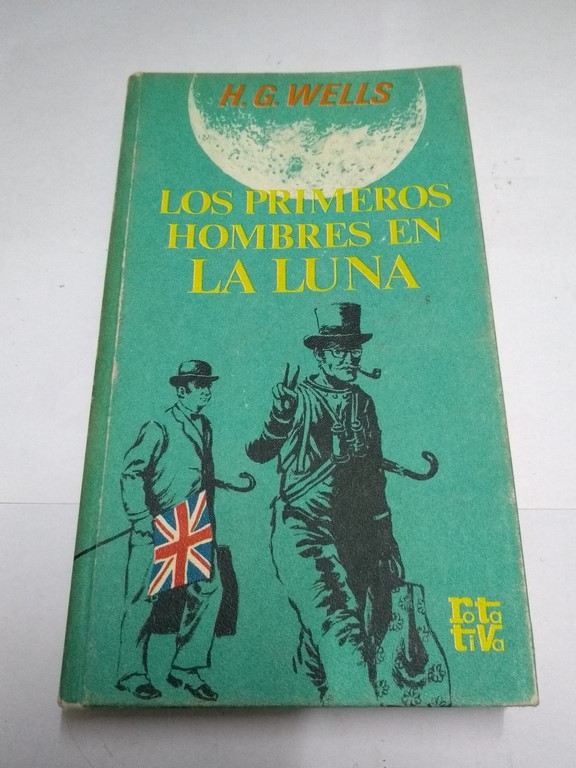 H. G. WELLS
LOS PRIMEROS
HOMBRES EN
LA LUNA
rota
tiva